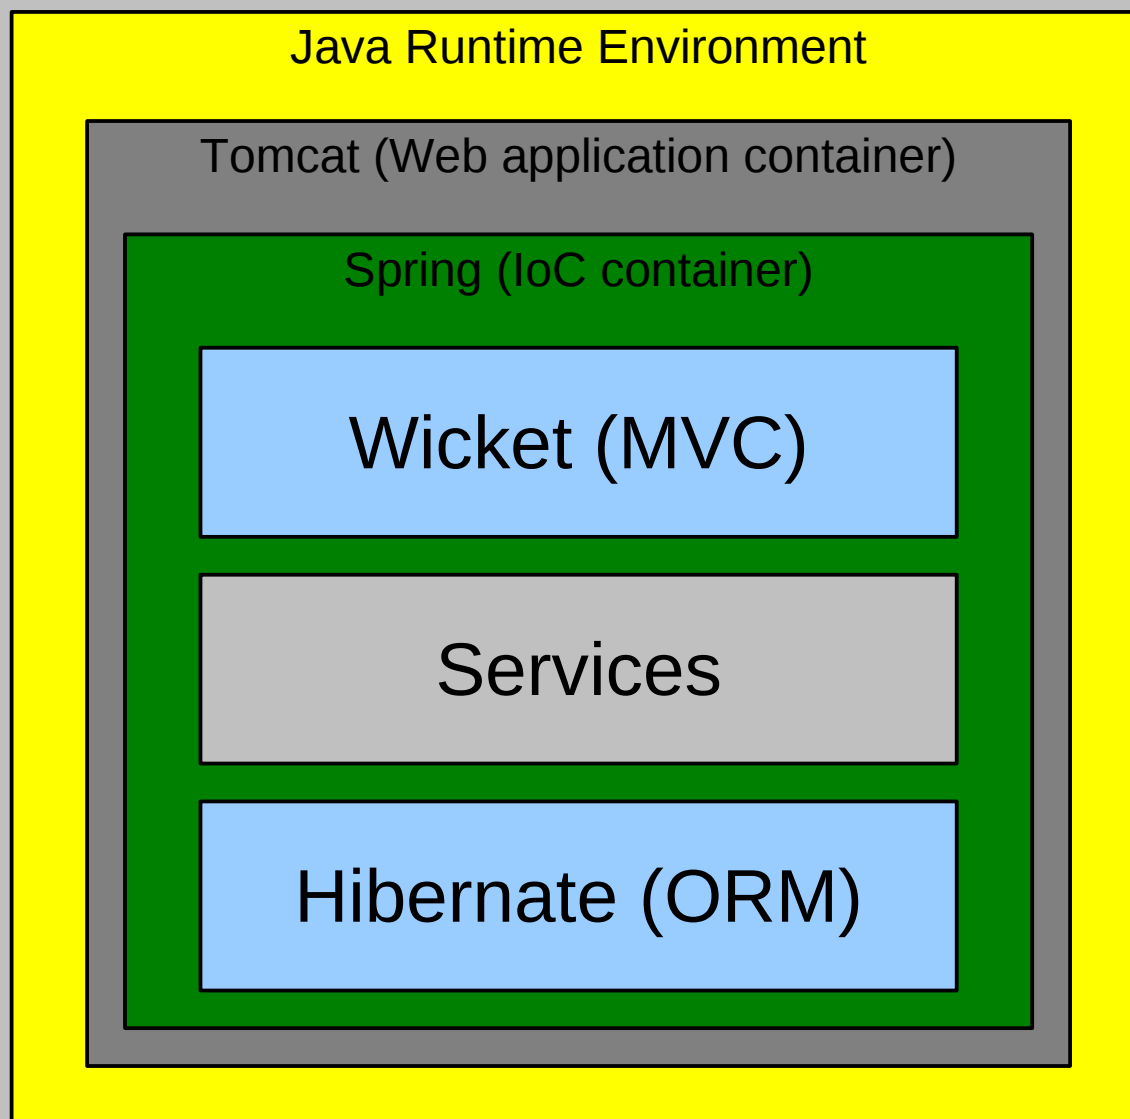 Java Runtime Environment
Tomcat (Web application container)
Spring (IoC container)
Wicket (MVC)
Services
Hibernate (ORM)